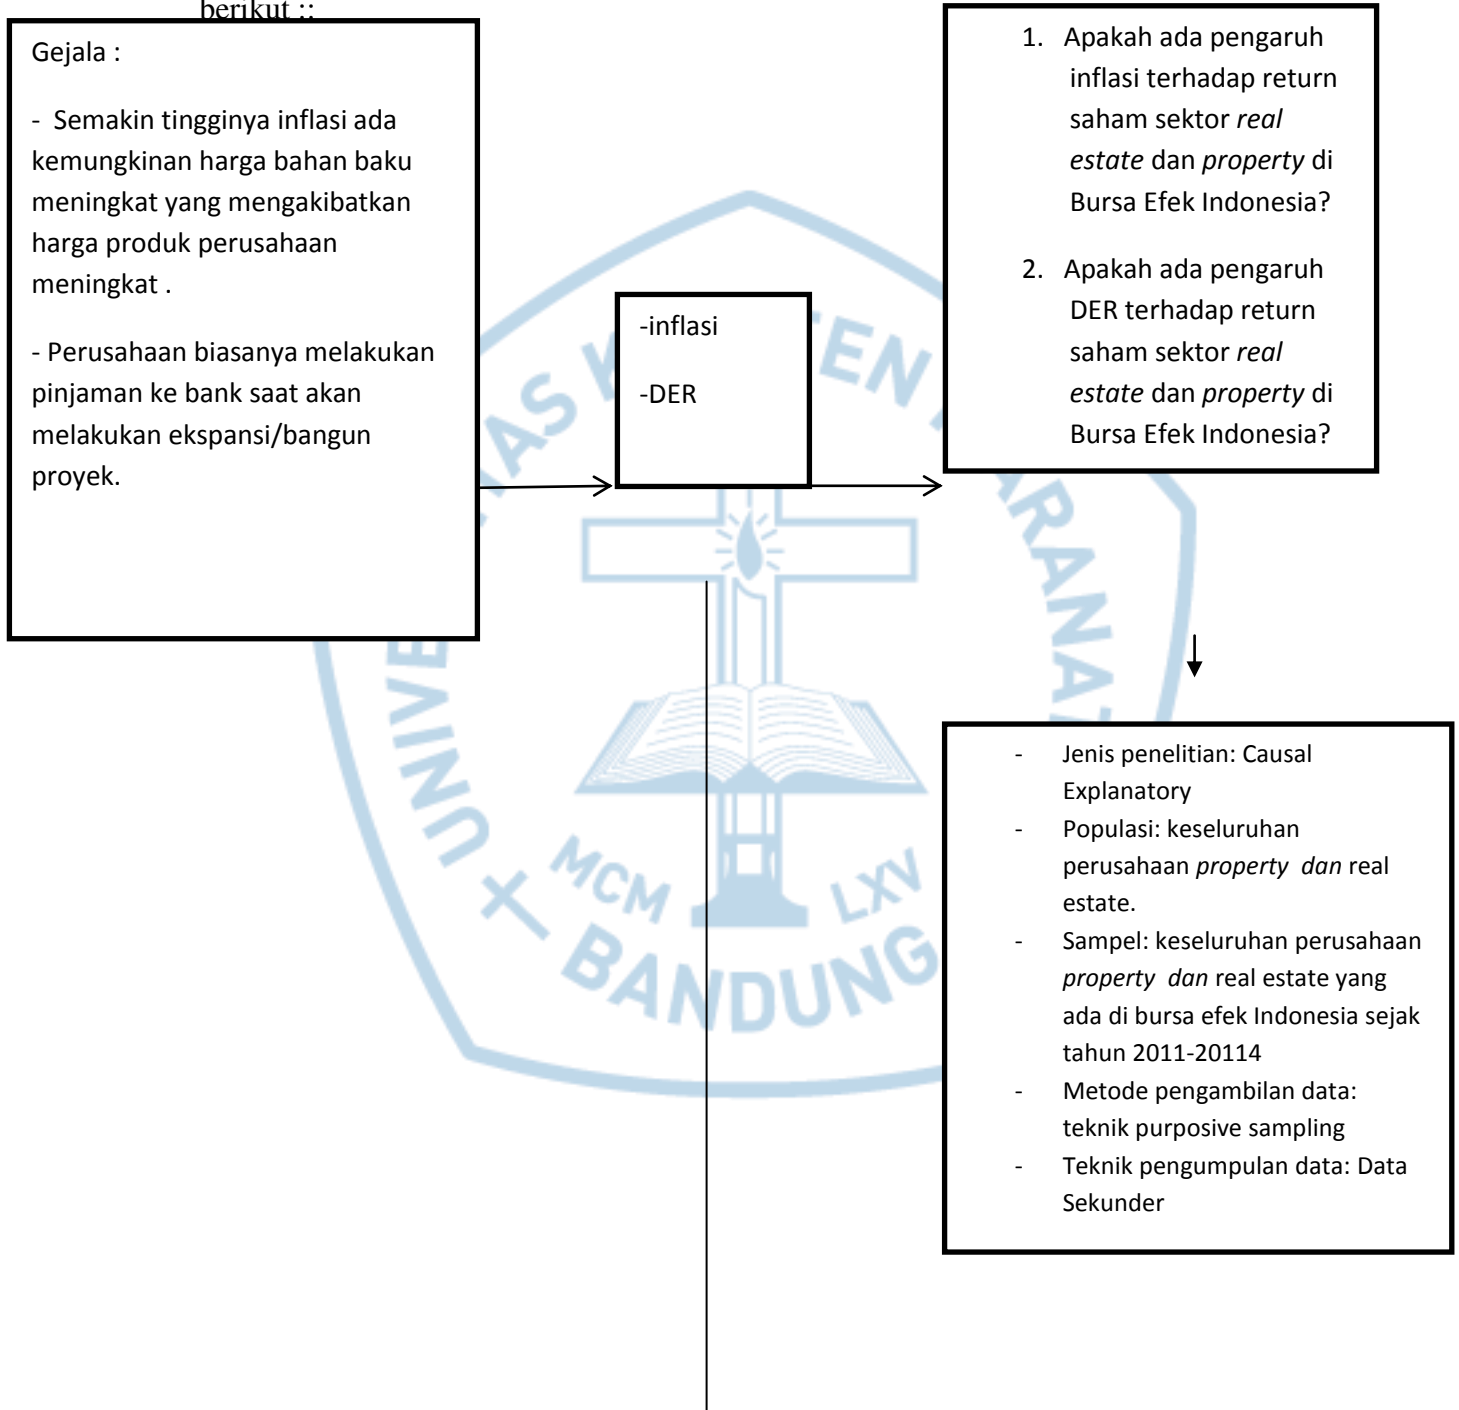 berikut ::
Gejala :
- Semakin tingginya inflasi ada
kemungkinan harga bahan baku
meningkat yang mengakibatkan
harga produk perusahaan
meningkat .
- Perusahaan biasanya melakukan
pinjaman ke bank saat akan
melakukan ekspansi/bangun
proyek.
-inflasi
-DER
1. Apakah ada pengaruh
inflasi terhadap return
saham sektor real
estate dan property di
Bursa Efek Indonesia?
2. Apakah ada pengaruh
DER terhadap return
saham sektor real
estate dan property di
Bursa Efek Indonesia?
- Jenis penelitian: Causal
Explanatory
- Populasi: keseluruhan
perusahaan property dan real
estate.
- Sampel: keseluruhan perusahaan
property dan real estate yang
ada di bursa efek Indonesia sejak
tahun 2011-20114
- Metode pengambilan data:
teknik purposive sampling
- Teknik pengumpulan data: Data
Sekunder
MCM LXV
BANDUNG